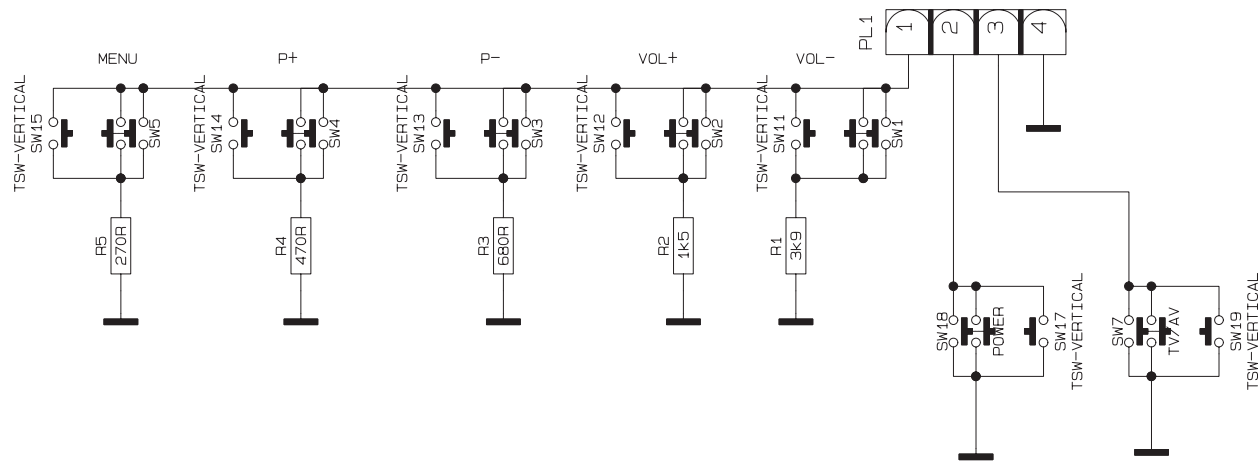 PL1
1
2
3
4
MENU
P+
P-
VOL+
VOL-
TSW-VERTICAL
SW15
SW5
TSW-VERTICAL
SW14
SW4
TSW-VERTICAL
SW13
SW3
TSW-VERTICAL
SW12
SW2
TSW-VERTICAL
SW11
SW1
R5
270R
R4
470R
R3
680R
R2
1k5
R1
3k9
SW18
POWER
SW17
TSW-VERTICAL
SW7
TV/AV
SW19
TSW-VERTICAL